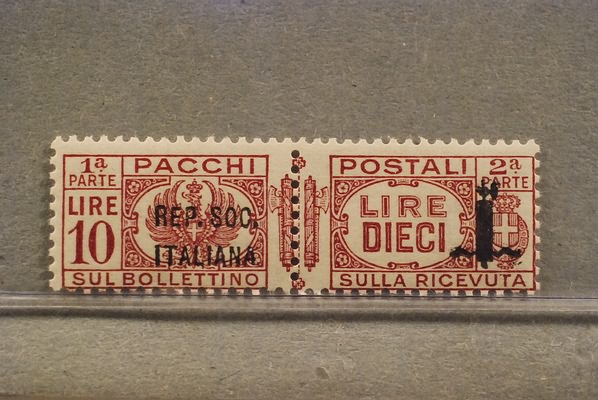 1ª PARTE
PACCHI
POSTALI
2ª PARTE
LIRE
10
REP. SOC.
ITALIANA
LIRE
DIECI
SUL BOLLETTINO
SULLA RICEVUTA